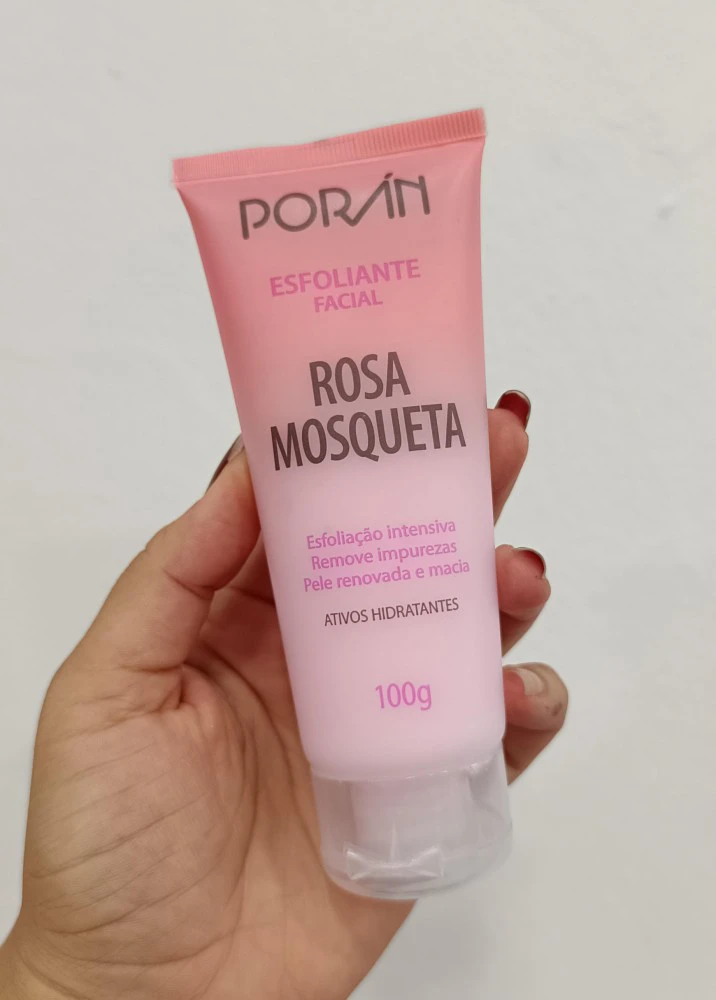 PORÁN
ESFOLIANTE
FACIAL
ROSA
MOSQUETA
Esfoliação intensiva
Remove impurezas
Pele renovada e macia
ATIVOS HIDRATANTES
100g